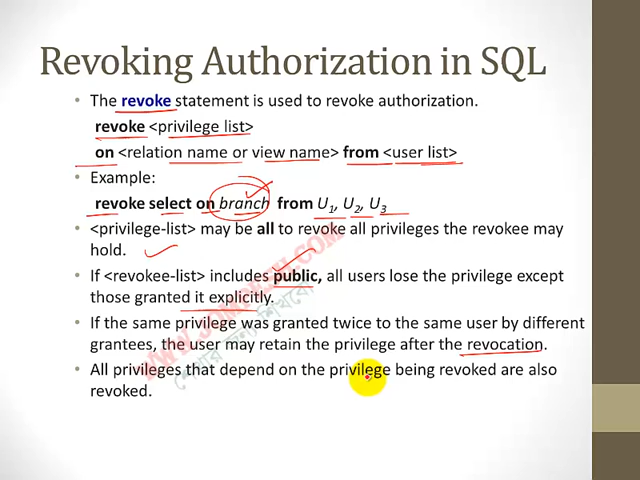 Revoking Authorization in SQL
• The revoke statement is used to revoke authorization.
revoke <privilege list>
on <relation name or view name> from <user list>
• Example:
revoke select on branch from U1, U2, U3
• <privilege-list> may be all to revoke all privileges the revokee may
hold.
• If <revokee-list> includes public, all users lose the privilege except
those granted it explicitly.
• If the same privilege was granted twice to the same user by different
grantees, the user may retain the privilege after the revocation.
• All privileges that depend on the privilege being revoked are also
revoked.